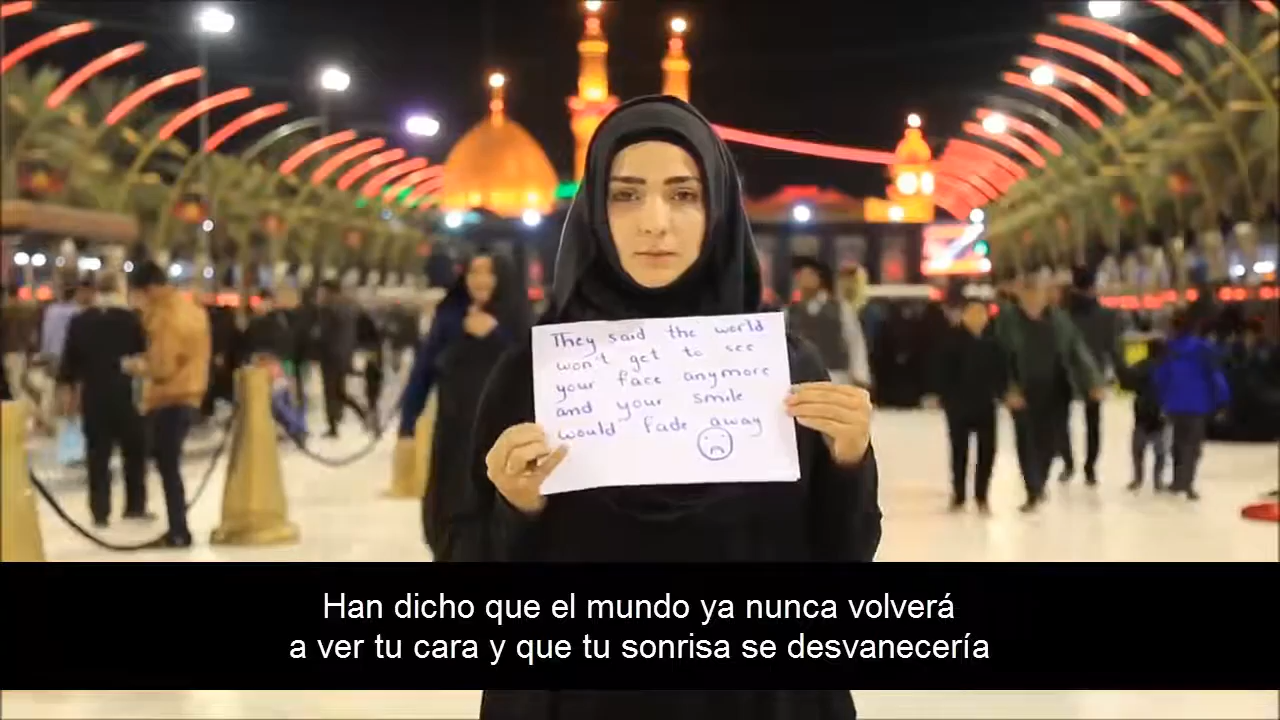 They said the world
won't get to see
your face anymore
and your smile
would fade away
Han dicho que el mundo ya nunca volverá
a ver tu cara y que tu sonrisa se desvanecería